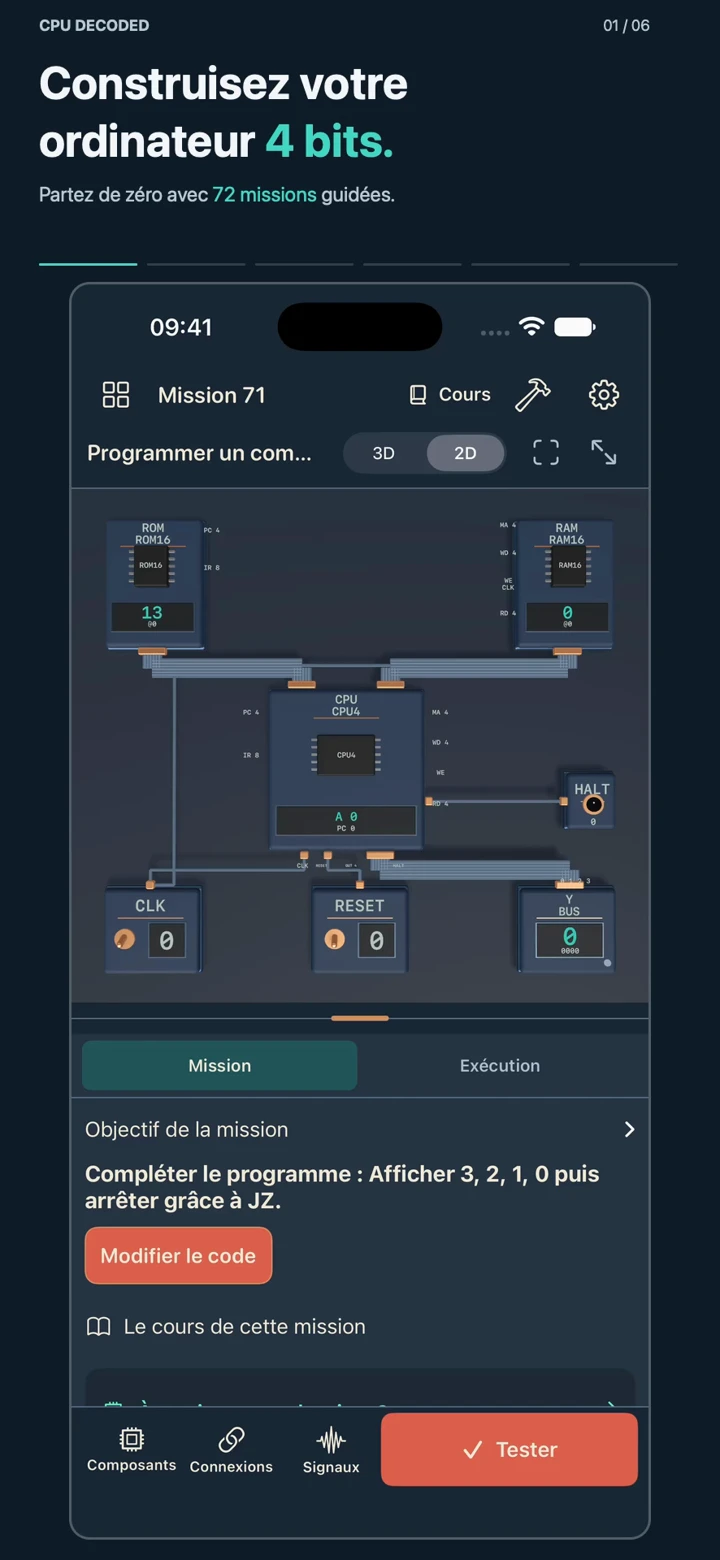 CPU DECODED
01 / 06
Construisez votre
ordinateur 4 bits.
Partez de zéro avec 72 missions guidées.
09:41
Mission 71
Cours
Programmer un com...
3D
2D
ROM
ROM16
PC 4
IR 8
ROM16
13
@0
MA 4
WD 4
WE
CLK
RD 4
RAM
RAM16
RAM16
0
@0
CPU
CPU4
PC 4
IR 8
CPU4
MA 4
WD 4
WE
RD 4
A 0
PC 0
HALT
0
CLK
RESET
HALT
CLK
0
RESET
0
Y
BUS
0
0000
Mission
Exécution
Objectif de la mission
Compléter le programme : Afficher 3, 2, 1, 0 puis
arrêter grâce à JZ.
Modifier le code
Le cours de cette mission
Composants
Connexions
Signaux
Tester